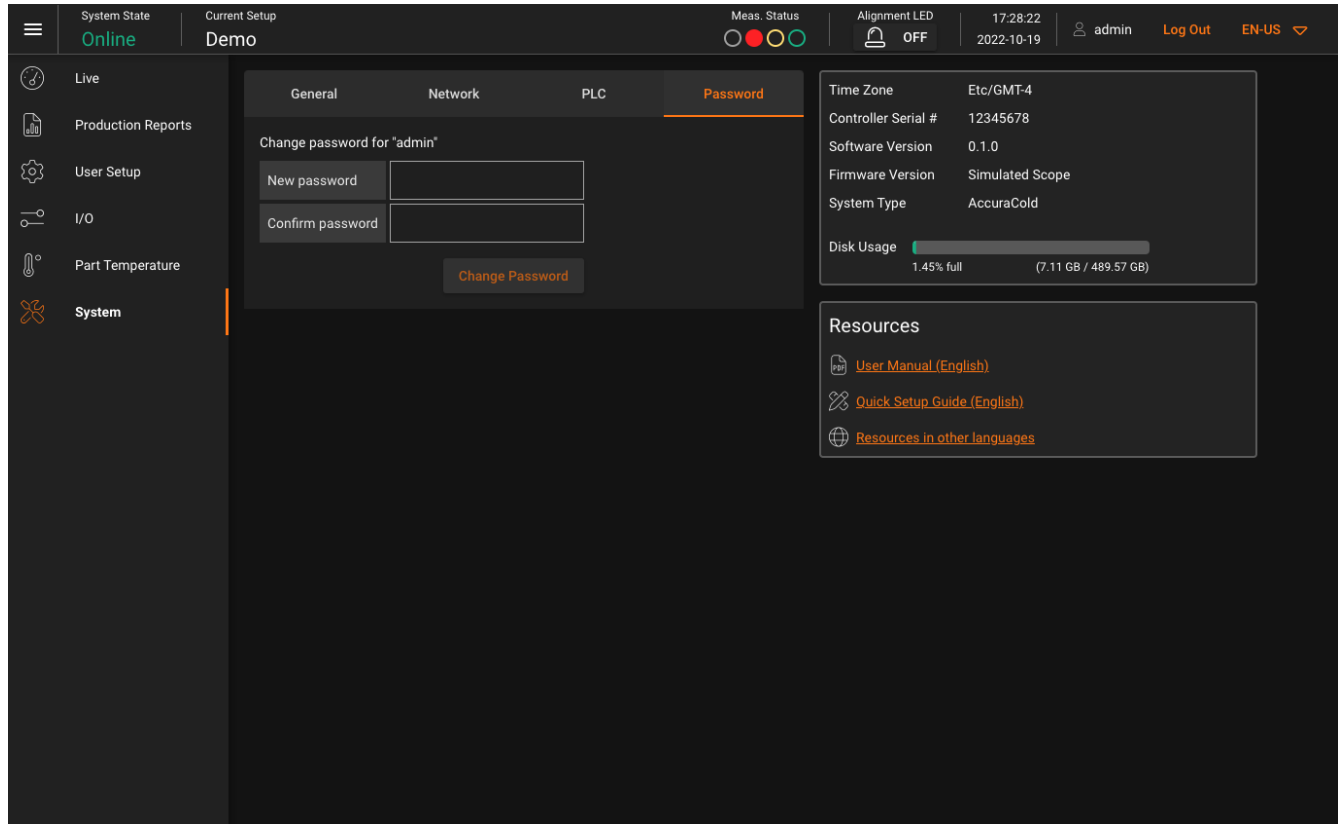 System State
Online
Current Setup
Demo
Meas. Status
Alignment LED
OFF
17:28:22
2022-10-19
admin
Log Out
EN-US
Live
Production Reports
User Setup
I/O
Part Temperature
System
General
Network
PLC
Password
Change password for "admin"
New password
Confirm password
Change Password
Time Zone Etc/GMT-4
Controller Serial # 12345678
Software Version 0.1.0
Firmware Version Simulated Scope
System Type AccuraCold
Disk Usage
1.45% full (7.11 GB / 489.57 GB)
Resources
PDF User Manual (English)
Quick Setup Guide (English)
Resources in other languages